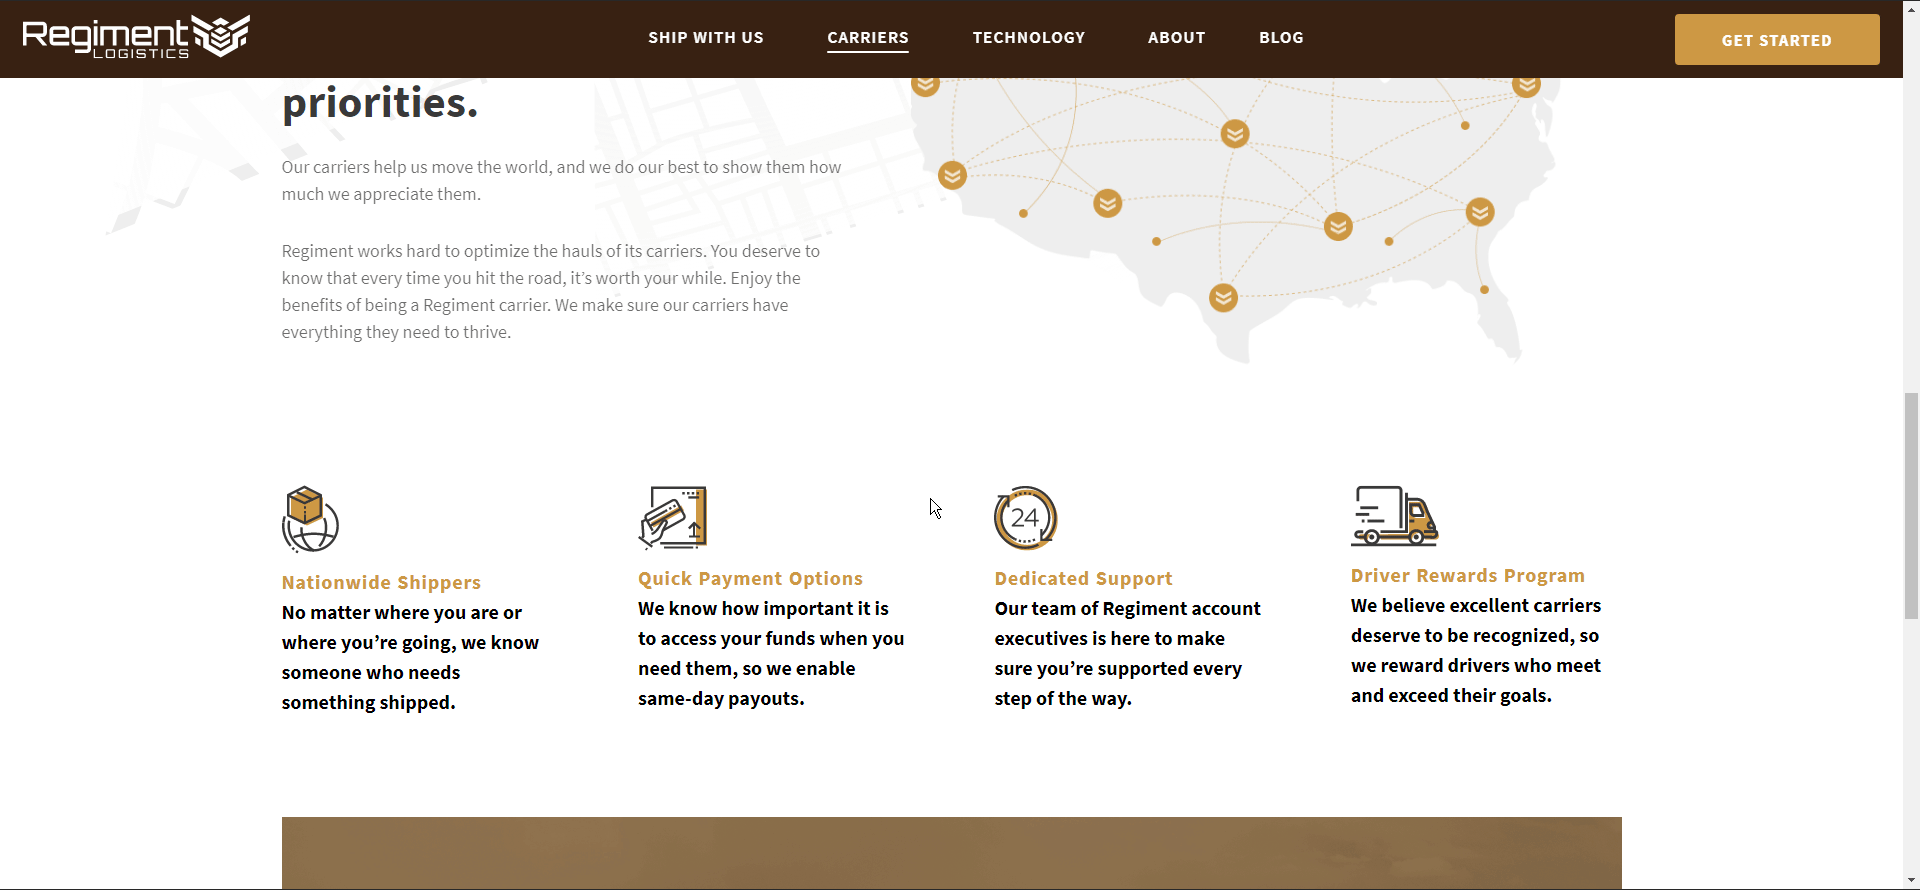 Regiment
LOGISTICS
SHIP WITH US
CARRIERS
TECHNOLOGY
ABOUT
BLOG
GET STARTED
priorities.
Our carriers help us move the world, and we do our best to show them how
much we appreciate them.
Regiment works hard to optimize the hauls of its carriers. You deserve to
know that every time you hit the road, it’s worth your while. Enjoy the
benefits of being a Regiment carrier. We make sure our carriers have
everything they need to thrive.
Nationwide Shippers
No matter where you are or
where you’re going, we know
someone who needs
something shipped.
Quick Payment Options
We know how important it is
to access your funds when you
need them, so we enable
same-day payouts.
24
Dedicated Support
Our team of Regiment account
executives is here to make
sure you’re supported every
step of the way.
Driver Rewards Program
We believe excellent carriers
deserve to be recognized, so
we reward drivers who meet
and exceed their goals.